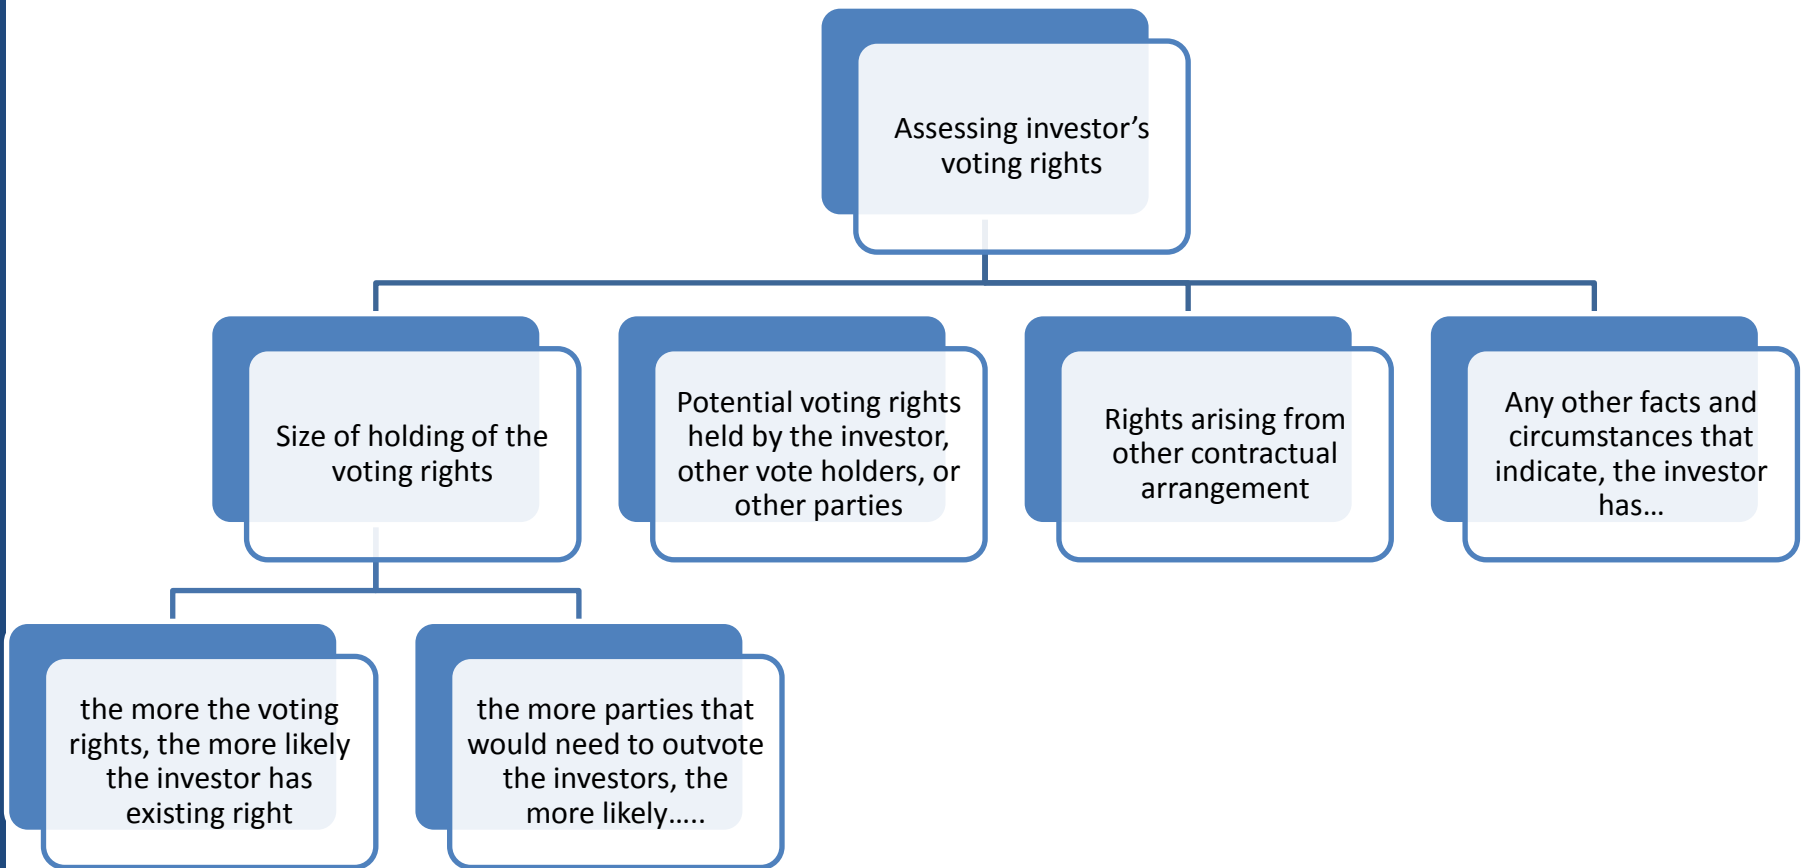 Assessing investor’s
voting rights
Size of holding of the
voting rights
Potential voting rights
held by the investor,
other vote holders, or
other parties
Rights arising from
other contractual
arrangement
Any other facts and
circumstances that
indicate, the investor
has…
the more the voting
rights, the more likely
the investor has
existing right
the more parties that
would need to outvote
the investors, the
more likely…..